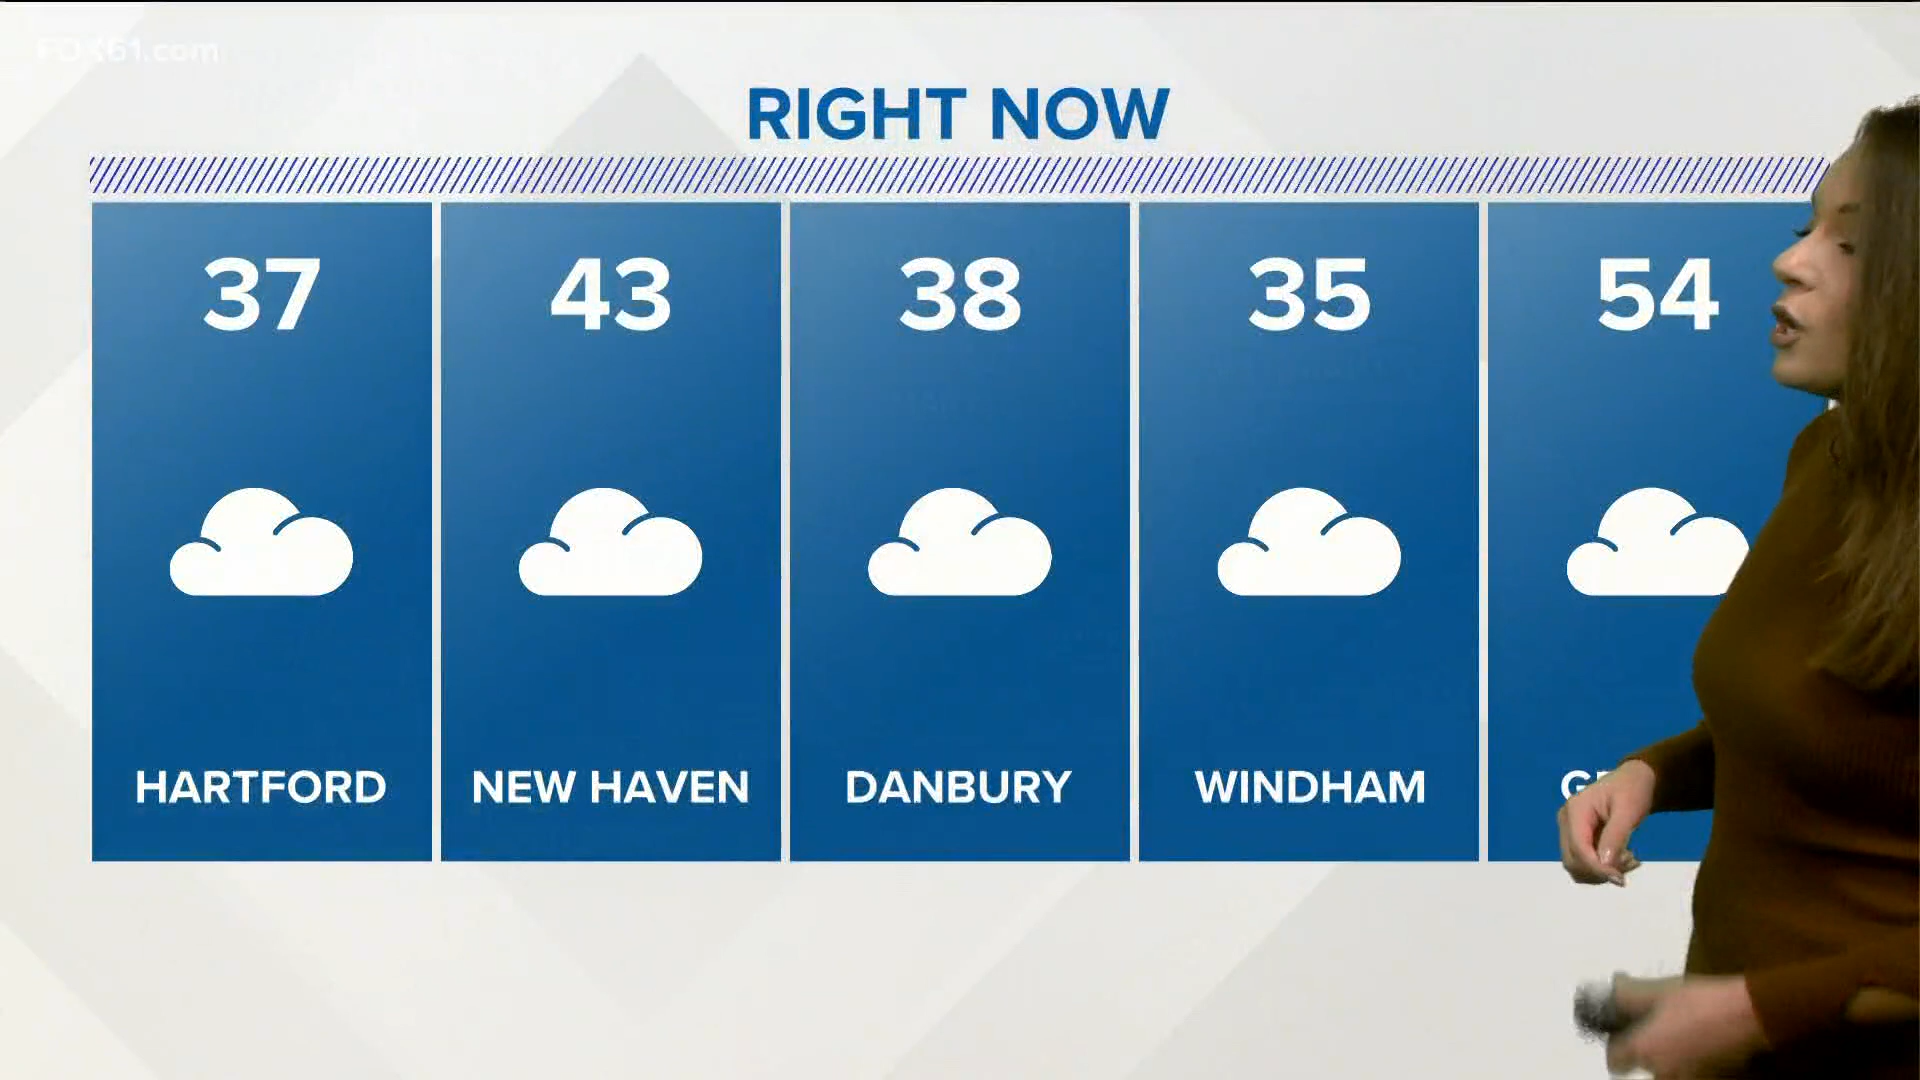 FOX61.com
RIGHT NOW
37 43 38 35 54
HARTFORD NEW HAVEN DANBURY WINDHAM